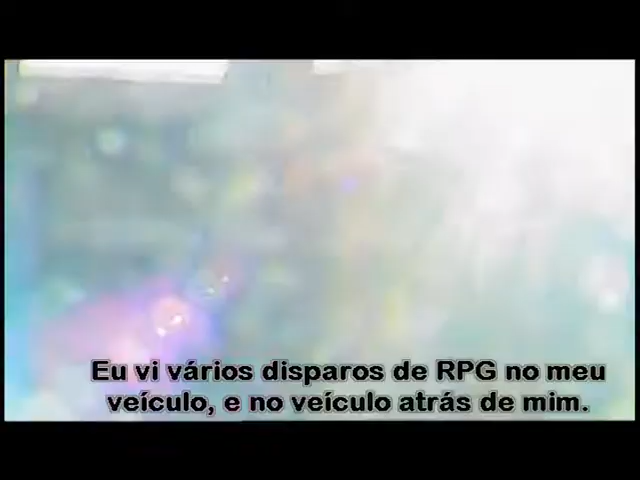 Eu vi vários disparos de RPG no meu
veículo, e no veículo atrás de mim.